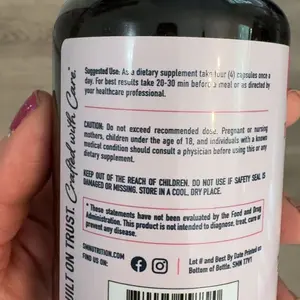 Suggested Use: As a dietary supplement take four (4) capsules once a
day. For best results take 20-30 min before a meal or as directed by
your healthcare professional.
CAUTION: Do not exceed recommended dose. Pregnant or nursing
mothers, children under the age of 18, and individuals with a known
medical condition should consult a physician before using this or any
dietary supplement.
KEEP OUT OF THE REACH OF CHILDREN. DO NOT USE IF SAFETY SEAL IS
DAMAGED OR MISSING. STORE IN A COOL, DRY PLACE.
* These statements have not been evaluated by the Food and Drug
Administration. This product is not intended to diagnose, treat, cure or
prevent any disease.
FIND US ON:
Lot # and Best By Date Printed on
Bottom of Bottle. SHN 17V1
BUILT ON TRUST. Crafted with Care.